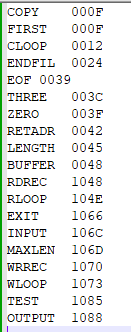 COPY 000F
FIRST 000F
CLOOP 0012
ENDFIL 0024
EOF 0039
THREE 003C
ZERO 003F
RETADR 0042
LENGTH 0045
BUFFER 0048
RDREC 1048
RLOOP 104E
EXIT 1066
INPUT 106C
MAXLEN 106D
WRREC 1070
WLOOP 1073
TEST 1085
OUTPUT 1088